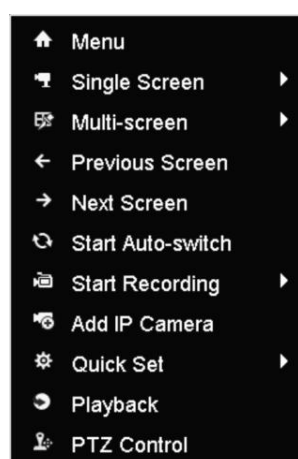 Menu
Single Screen
Multi-screen
Previous Screen
Next Screen
Start Auto-switch
Start Recording
Add IP Camera
Quick Set
Playback
PTZ Control